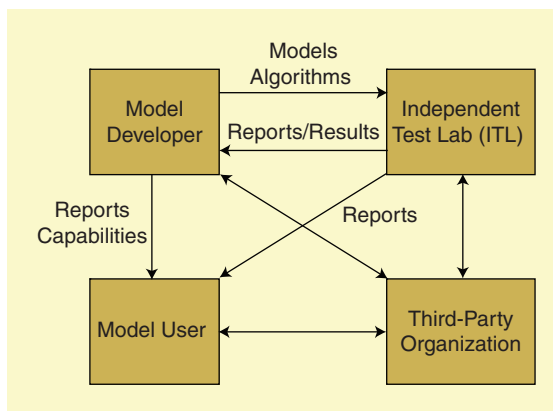 Models
Algorithms
Model
Developer
Independent
Test Lab (ITL)
Reports/Results
Reports
Capabilities
Reports
Model User
Third-Party
Organization